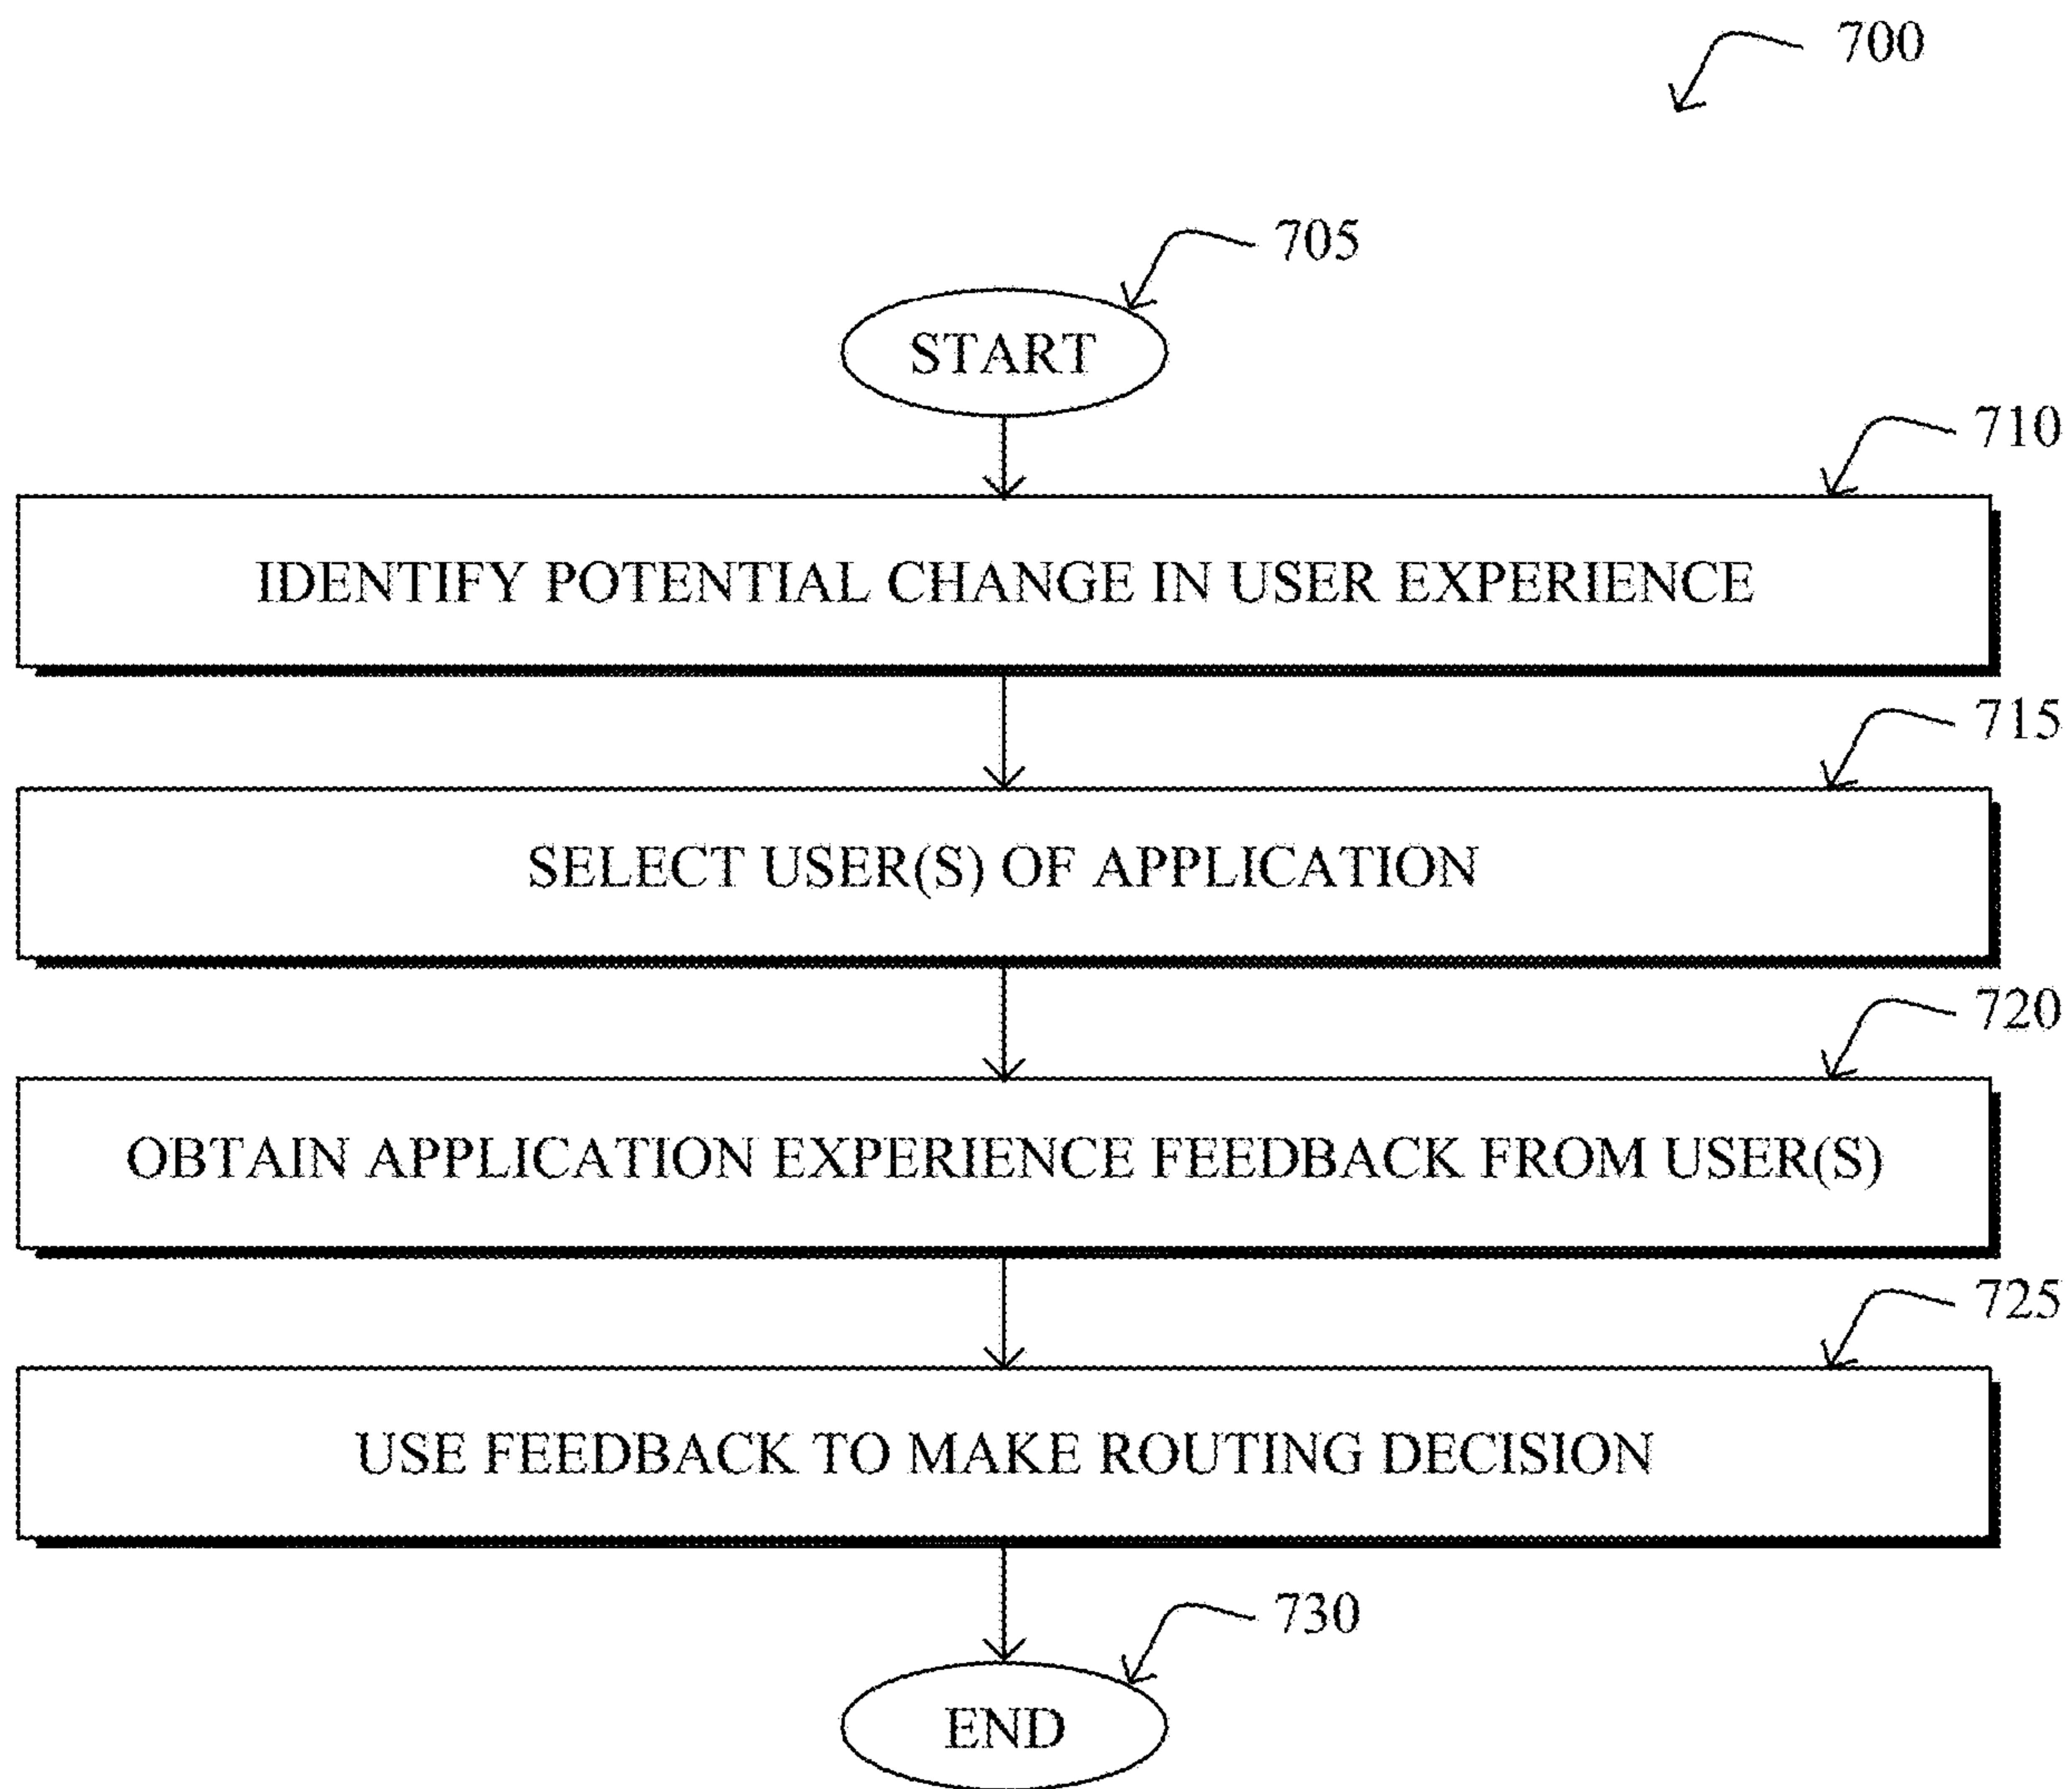 700
705
START
710
IDENTIFY POTENTIAL CHANGE IN USER EXPERIENCE
715
SELECT USER(S) OF APPLICATION
720
OBTAIN APPLICATION EXPERIENCE FEEDBACK FROM USER(S)
725
USE FEEDBACK TO MAKE ROUTING DECISION
730
END